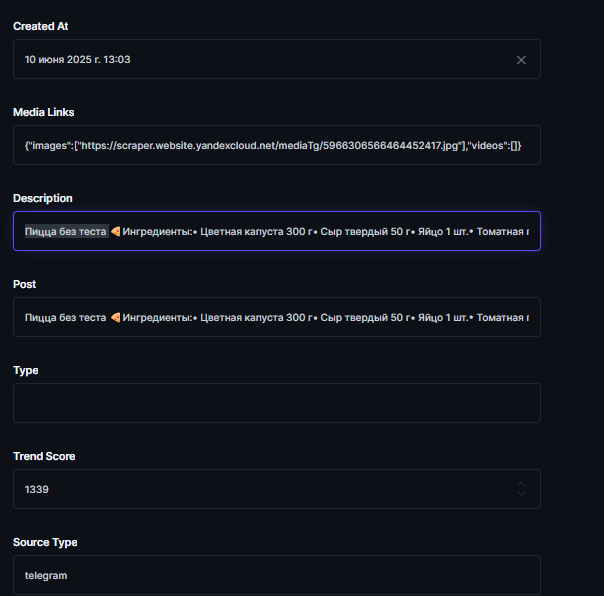 Created At
10 июня 2025 г. 13:03
Media Links
{"images":["https://scraper.website.yandexcloud.net/mediaTg/5966306566464452417.jpg"],"videos":[]}
Description
Пицца без теста 🍕Ингредиенты:• Цветная капуста 300 г• Сыр твердый 50 г• Яйцо 1 шт.• Томатная
Post
Пицца без теста 🍕Ингредиенты:• Цветная капуста 300 г• Сыр твердый 50 г• Яйцо 1 шт.• Томатная
Type
Trend Score
1339
Source Type
telegram